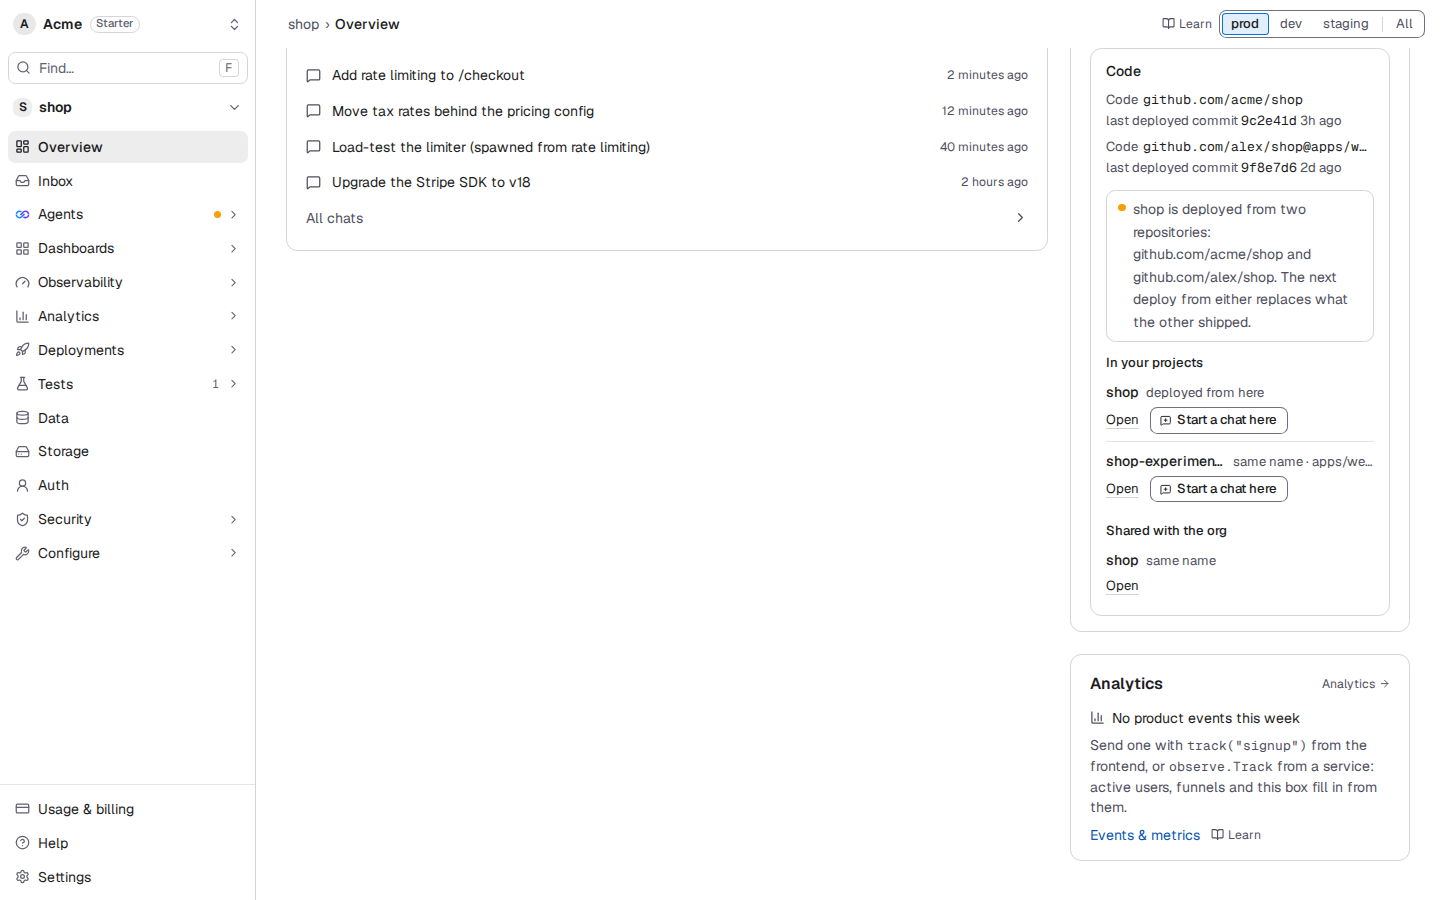 A Acme Starter
Find… F
S shop
Overview
Inbox
Agents
Dashboards
Observability
Analytics
Deployments
Tests 1
Data
Storage
Auth
Security
Configure
Usage & billing
Help
Settings
shop › Overview
Learn prod dev staging All
Add rate limiting to /checkout 2 minutes ago
Move tax rates behind the pricing config 12 minutes ago
Load-test the limiter (spawned from rate limiting) 40 minutes ago
Upgrade the Stripe SDK to v18 2 hours ago
All chats
Code
Code github.com/acme/shop
last deployed commit 9c2e41d 3h ago
Code github.com/alex/shop@apps/w…
last deployed commit 9f8e7d6 2d ago
shop is deployed from two
repositories:
github.com/acme/shop and
github.com/alex/shop. The next
deploy from either replaces what
the other shipped.
In your projects
shop deployed from here
Open Start a chat here
shop-experimen… same name · apps/we…
Open Start a chat here
Shared with the org
shop same name
Open
Analytics Analytics →
No product events this week
Send one with track("signup") from the
frontend, or observe.Track from a service:
active users, funnels and this box fill in from
them.
Events & metrics Learn